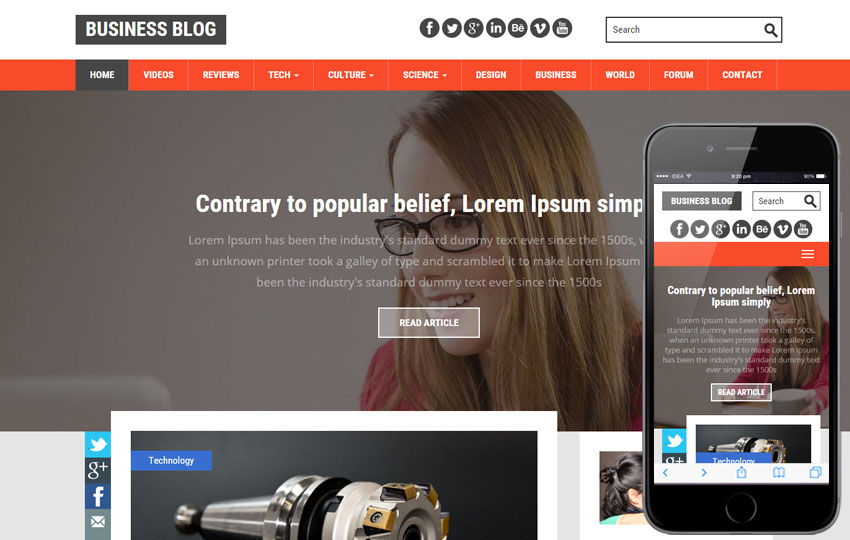 BUSINESS BLOG
Search
HOME VIDEOS REVIEWS TECH CULTURE SCIENCE DESIGN BUSINESS WORLD FORUM CONTACT
Contrary to popular belief, Lorem Ipsum simp
Lorem Ipsum has been the industry's standard dummy text ever since the 1500s, w
an unknown printer took a galley of type and scrambled it to make Lorem Ipsum
been the industry's standard dummy text ever since the 1500s
READ ARTICLE
Technology
IDEA 9:20 pm 90%
BUSINESS BLOG Search
Contrary to popular belief, Lorem
Ipsum simply
Lorem Ipsum has been the industry's
standard dummy text ever since the 1500s,
when an unknown printer took a galley of
type and scrambled it to make Lorem Ipsum
has been the industry's standard dummy
text ever since the 1500s
READ ARTICLE
Technology